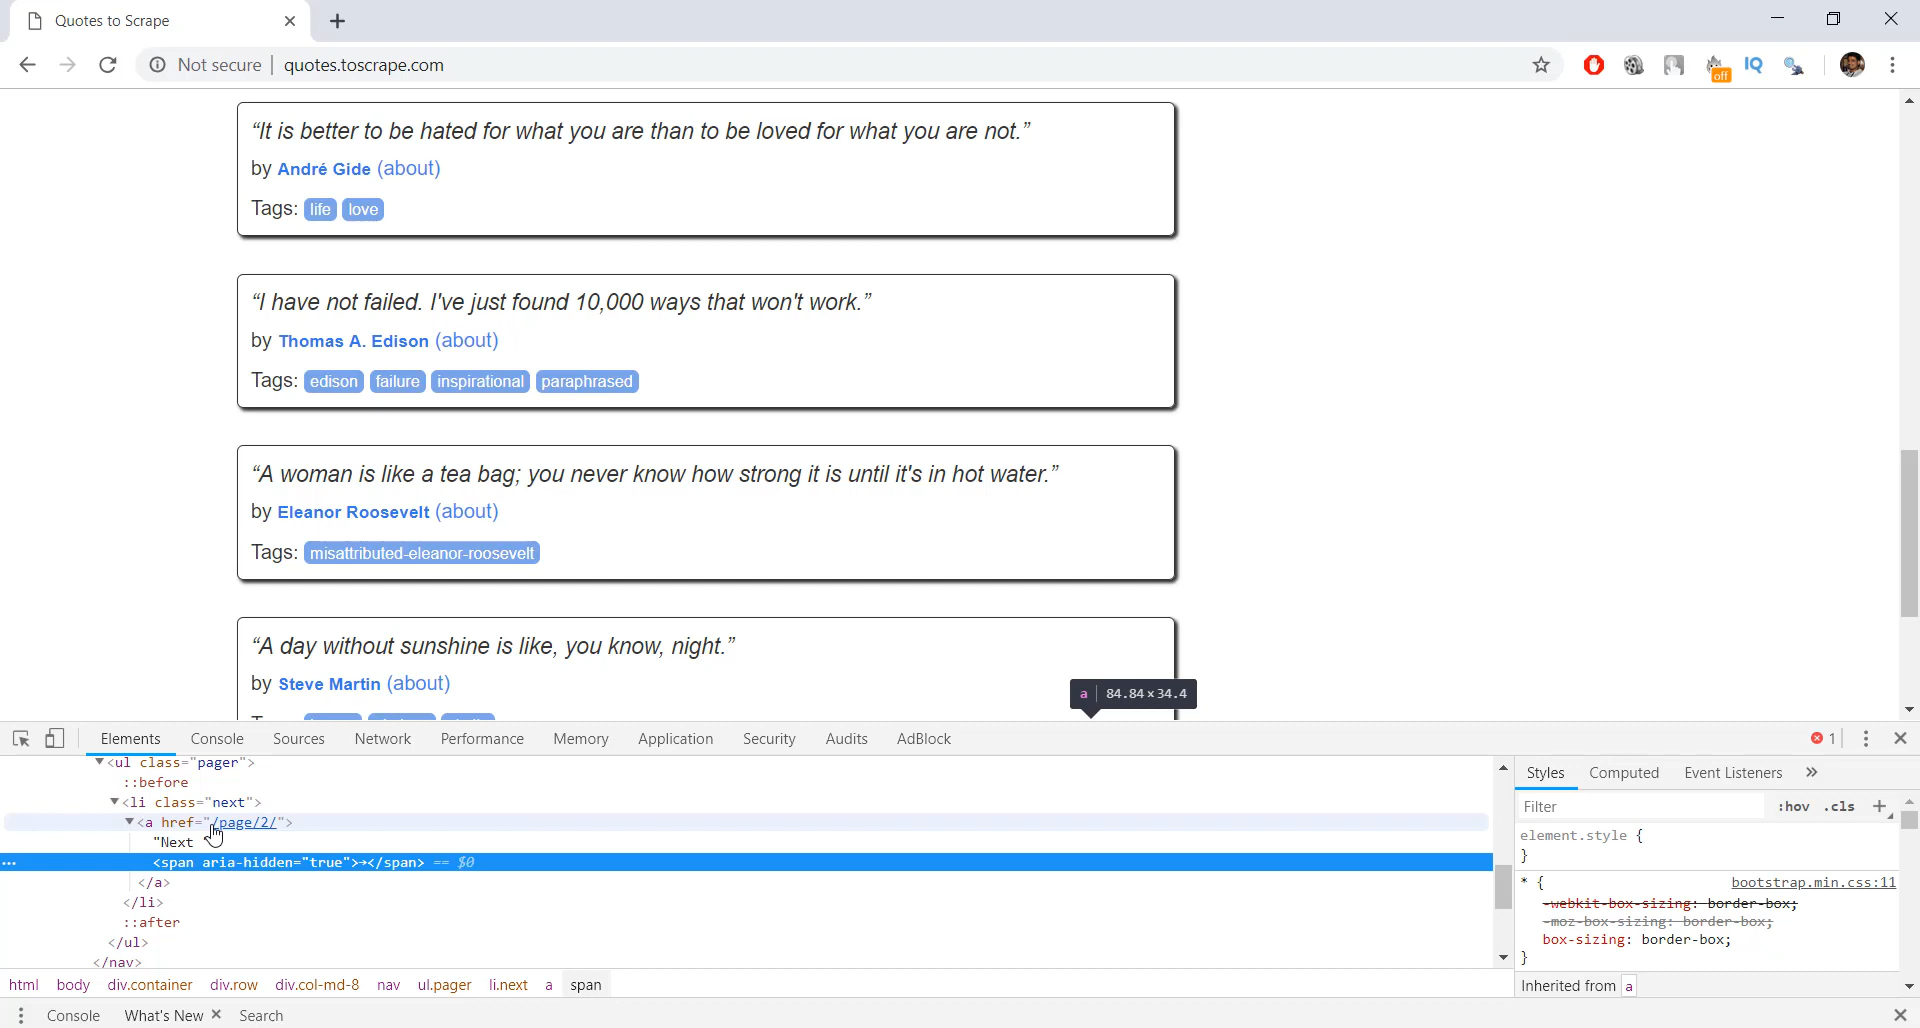 Quotes to Scrape
Not secure | quotes.toscrape.com
off
IQ
“It is better to be hated for what you are than to be loved for what you are not.”
by André Gide (about)
Tags: life love
“I have not failed. I've just found 10,000 ways that won't work.”
by Thomas A. Edison (about)
Tags: edison failure inspirational paraphrased
“A woman is like a tea bag; you never know how strong it is until it's in hot water.”
by Eleanor Roosevelt (about)
Tags: misattributed-eleanor-roosevelt
“A day without sunshine is like, you know, night.”
by Steve Martin (about)
a | 84.84 × 34.4
Elements Console Sources Network Performance Memory Application Security Audits AdBlock 1
<ul class="pager">
::before
<li class="next">
<a href="/page/2/">
"Next
<span aria-hidden="true">→</span> == $0
</a>
</li>
::after
</ul>
</nav>
html body div.container div.row div.col-md-8 nav ul.pager li.next a span
Styles Computed Event Listeners »
Filter :hov .cls +
element.style {
}
* { bootstrap.min.css:11
-webkit-box-sizing: border-box;
-moz-box-sizing: border-box;
box-sizing: border-box;
}
Inherited from a
Console What's New × Search